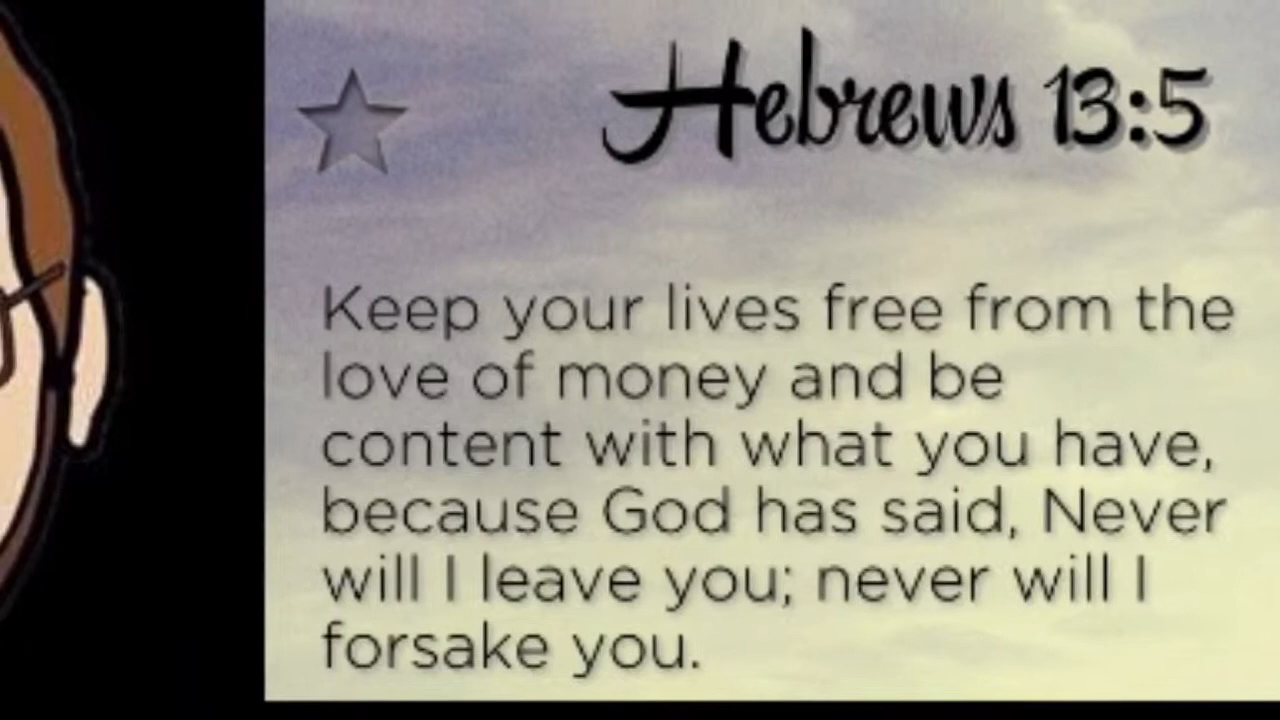 Hebrews 13:5
Keep your lives free from the
love of money and be
content with what you have,
because God has said, Never
will I leave you; never will I
forsake you.